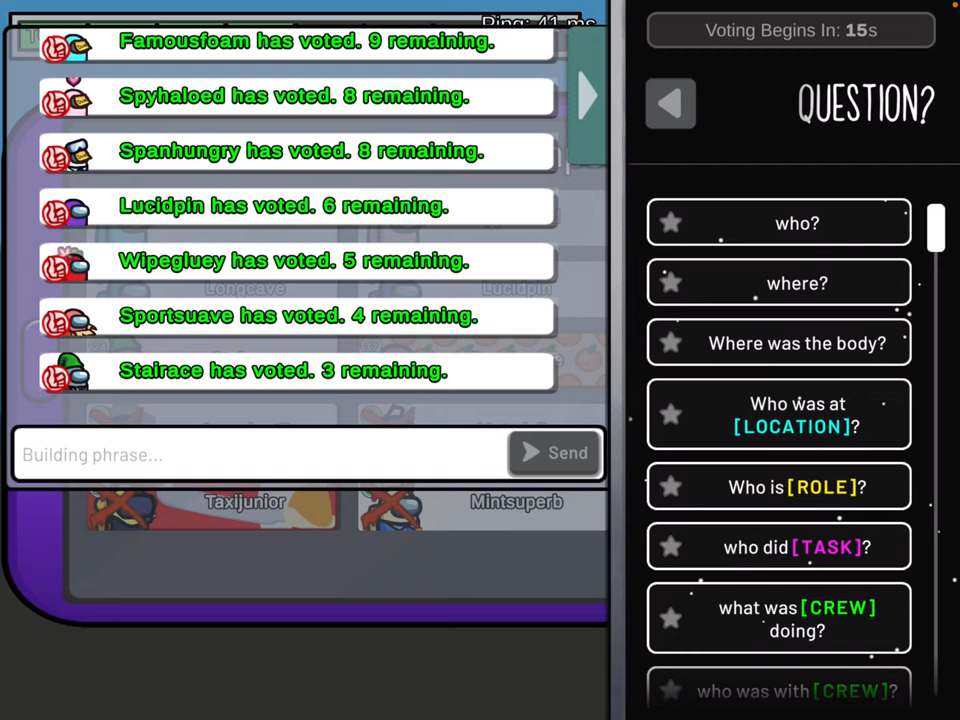 Ping: 41 ms
Voting Begins In: 15s
Famousfoam has voted. 9 remaining.
Spyhaloed has voted. 8 remaining.
Spanhungry has voted. 8 remaining.
Lucidpin has voted. 6 remaining.
Wipegluey has voted. 5 remaining.
Sportsuave has voted. 4 remaining.
Stairace has voted. 3 remaining.
Longcave
Lucidpin
Building phrase...
Send
Taxijunior
Mintsuperb
QUESTION?
who?
where?
Where was the body?
Who was at
[LOCATION]?
Who is [ROLE]?
who did [TASK]?
what was [CREW]
doing?
who was with [CREW]?